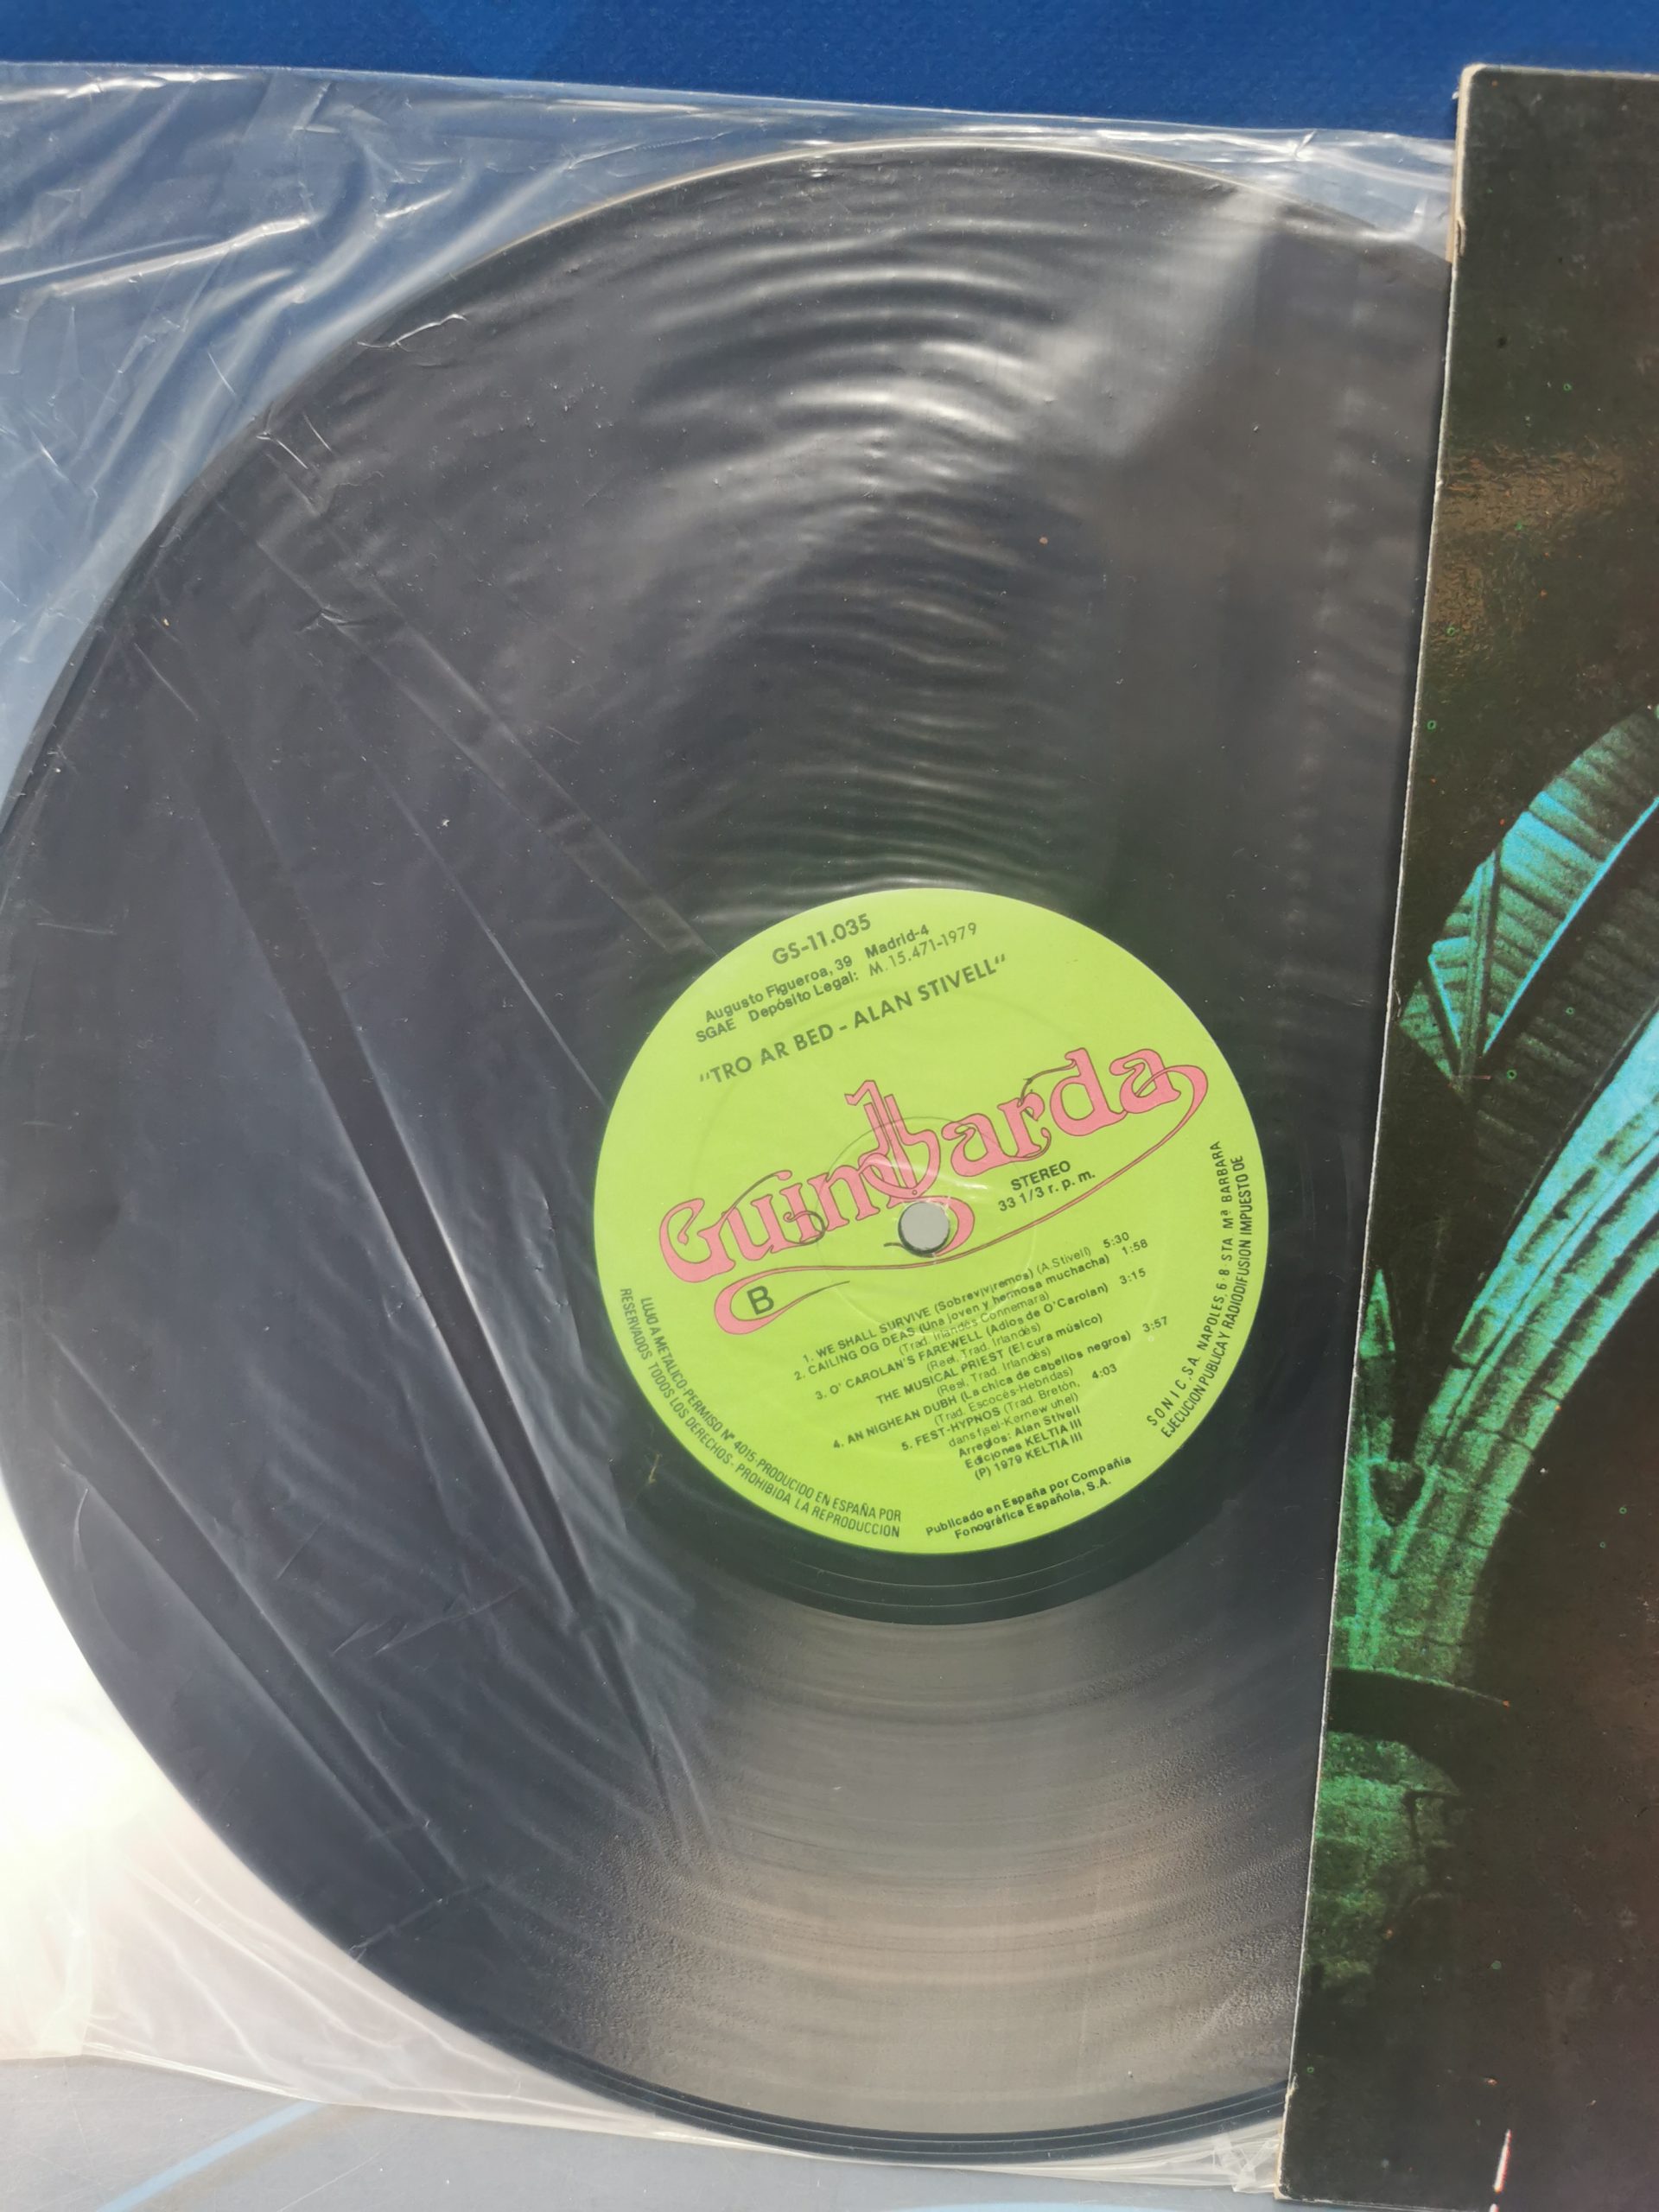 GS-11.035
Augusto Figueroa, 39 Madrid-4
SGAE Depósito Legal: M.15.471-1979
"TRO AR BED - ALAN STIVELL"
Guimbarda
STEREO
33 1/3 r. p. m.
B
1. WE SHALL SURVIVE (Sobreviviremos) (A.Stivell) 5:30
2. CAILING OG DEAS (Una joven y hermosa muchacha) 1:58
(Trad. Irlandés Connemara)
3. O' CAROLAN'S FAREWELL (Adios de O'Carolan) 3:15
(Reel, Trad. Irlandés)
THE MUSICAL PRIEST (El cura músico)
(Reel, Trad. Irlandés)
4. AN NIGHEAN DUBH (La chica de cabellos negros) 3:57
(Trad. Escocés-Hebridas)
5. FEST-HYPNOS (Trad. Bretón, 4:03
dans fisel-Kernew uhel)
Arreglos: Alan Stivell
Ediciones KELTIA III
(P) 1979 KELTIA III
Publicado en España por Compañia
Fonográfica Española, S.A.
LUJO A METALICO·PERMISO Nº 4015·PRODUCIDO EN ESPAÑA POR
SONIC, S.A. NAPOLES 6 8 STA Mª BARBARA
RESERVADOS TODOS LOS DERECHOS - PROHIBIDA LA REPRODUCCION
EJECUCION PUBLICA Y RADIODIFUSION IMPUESTO DE